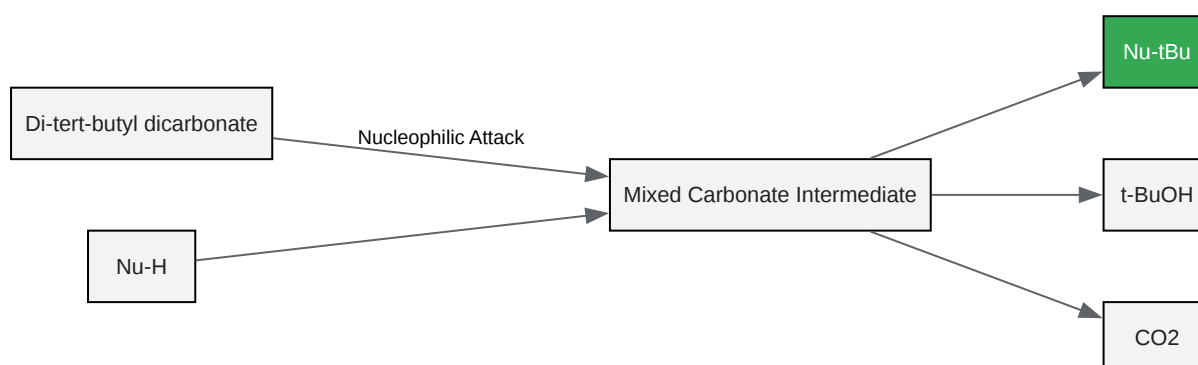 Nu-tBu
Di-tert-butyl dicarbonate
Nucleophilic Attack
Mixed Carbonate Intermediate
t-BuOH
Nu-H
CO2